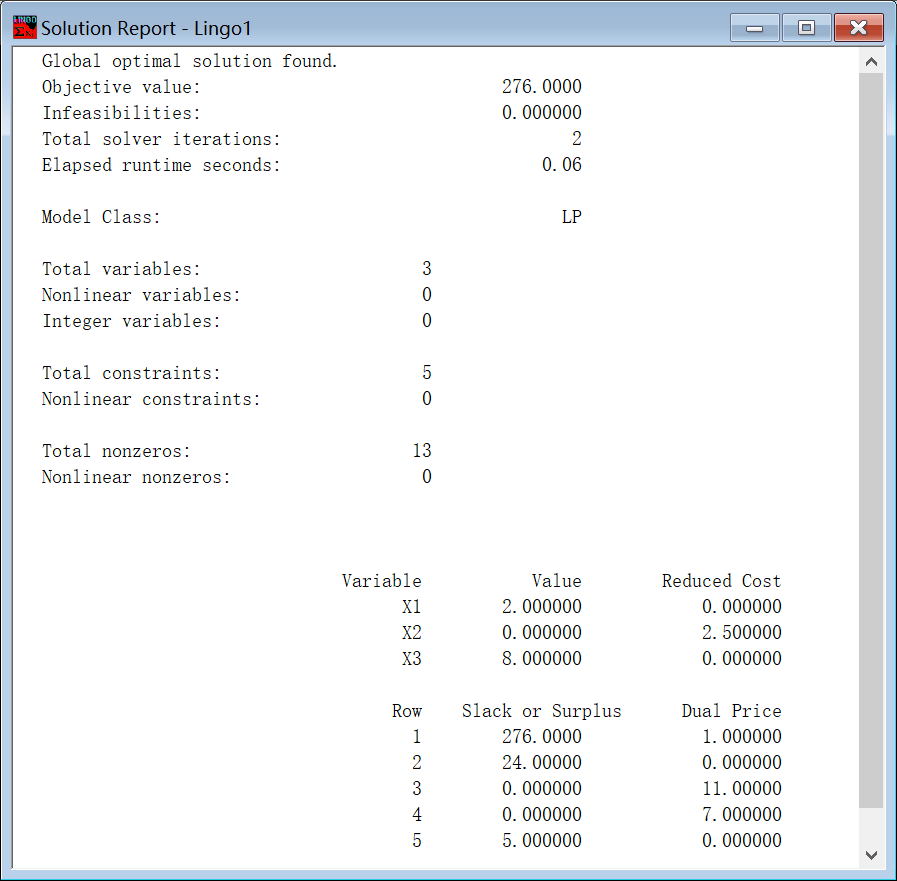 Solution Report - Lingo1
Global optimal solution found.
Objective value: 276.0000
Infeasibilities: 0.000000
Total solver iterations: 2
Elapsed runtime seconds: 0.06
Model Class: LP
Total variables: 3
Nonlinear variables: 0
Integer variables: 0
Total constraints: 5
Nonlinear constraints: 0
Total nonzeros: 13
Nonlinear nonzeros: 0
Variable Value Reduced Cost
X1 2.000000 0.000000
X2 0.000000 2.500000
X3 8.000000 0.000000
Row Slack or Surplus Dual Price
1 276.0000 1.000000
2 24.00000 0.000000
3 0.000000 11.00000
4 0.000000 7.000000
5 5.000000 0.000000